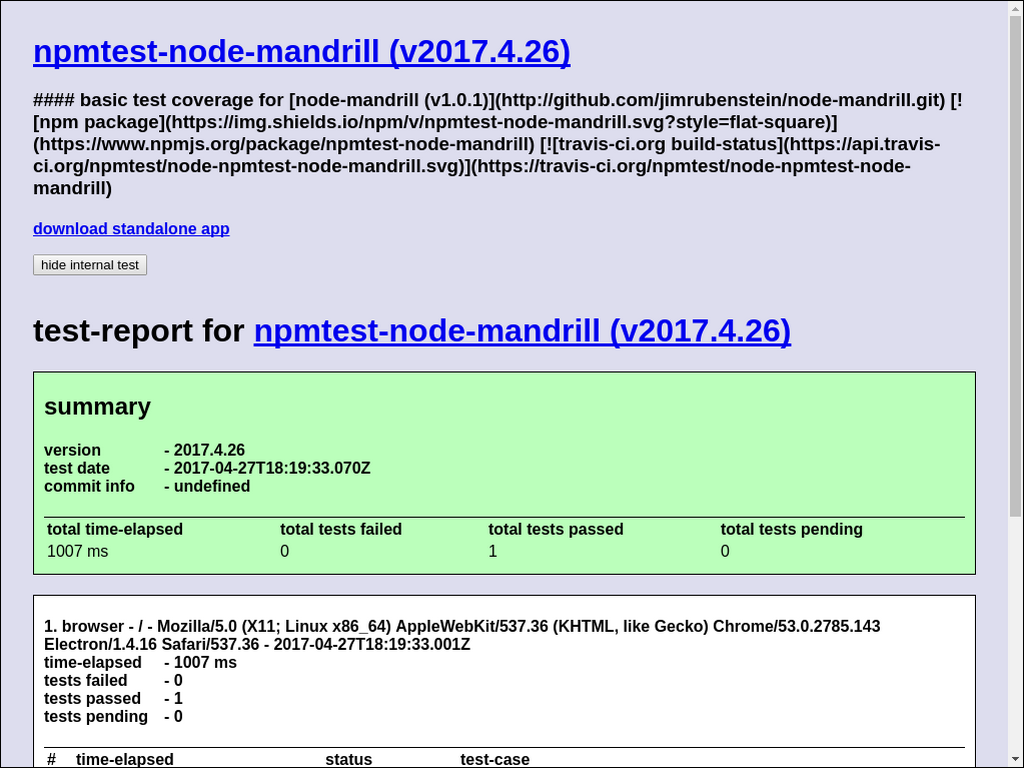 npmtest-node-mandrill (v2017.4.26)
#### basic test coverage for [node-mandrill (v1.0.1)](http://github.com/jimrubenstein/node-mandrill.git) [!
[npm package](https://img.shields.io/npm/v/npmtest-node-mandrill.svg?style=flat-square)]
(https://www.npmjs.org/package/npmtest-node-mandrill) [![travis-ci.org build-status](https://api.travis-
ci.org/npmtest/node-npmtest-node-mandrill.svg)](https://travis-ci.org/npmtest/node-npmtest-node-
mandrill)
download standalone app
hide internal test
test-report for npmtest-node-mandrill (v2017.4.26)
summary
version - 2017.4.26
test date - 2017-04-27T18:19:33.070Z
commit info - undefined
total time-elapsed total tests failed total tests passed total tests pending
1007 ms 0 1 0
1. browser - / - Mozilla/5.0 (X11; Linux x86_64) AppleWebKit/537.36 (KHTML, like Gecko) Chrome/53.0.2785.143
Electron/1.4.16 Safari/537.36 - 2017-04-27T18:19:33.001Z
time-elapsed - 1007 ms
tests failed - 0
tests passed - 1
tests pending - 0
# time-elapsed status test-case